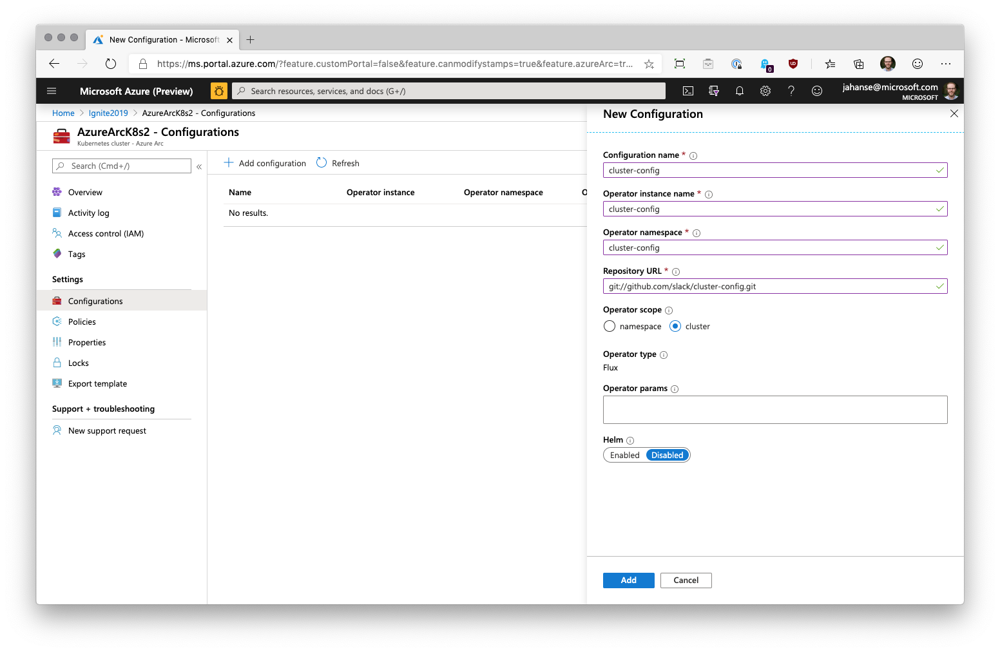 New Configuration - Microsoft
https://ms.portal.azure.com/?feature.customPortal=false&feature.canmodifystamps=true&feature.azureArc=tr...
0
UD
Microsoft Azure (Preview)
Search resources, services, and docs (G+/)
jahanse@microsoft.com
MICROSOFT
Home > Ignite2019 > AzureArcK8s2 - Configurations
AzureArcK8s2 - Configurations
Kubernetes cluster - Azure Arc
Search (Cmd+/)
«
Overview
Activity log
Access control (IAM)
Tags
Settings
Configurations
Policies
Properties
Locks
Export template
Support + troubleshooting
New support request
Add configuration
Refresh
Name Operator instance Operator namespace O
No results.
New Configuration
Configuration name *
cluster-config
Operator instance name *
cluster-config
Operator namespace *
cluster-config
Repository URL *
git://github.com/slack/cluster-config.git
Operator scope
namespace cluster
Operator type
Flux
Operator params
Helm
Enabled Disabled
Add Cancel